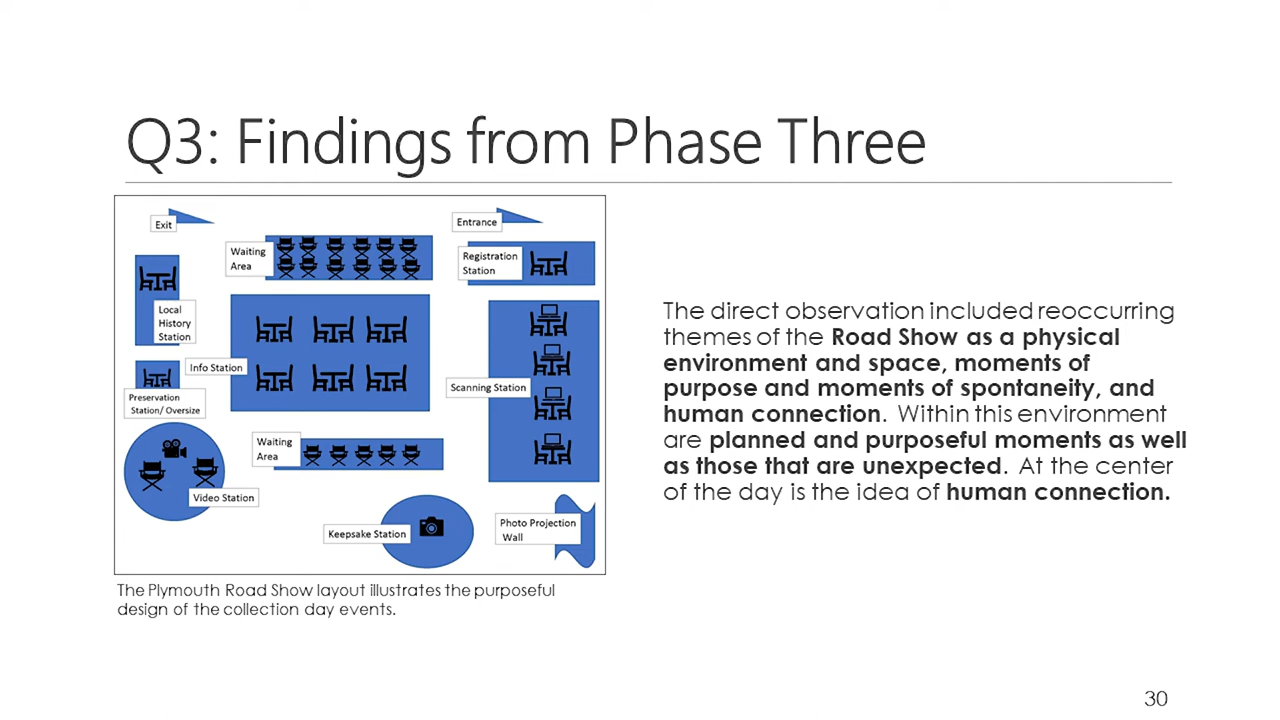 Q3: Findings from Phase Three
Exit
Entrance
Waiting
Area
Registration
Station
Local
History
Station
Info Station
Scanning Station
Preservation
Station/ Oversize
Waiting
Area
Video Station
Keepsake Station
Photo Projection
Wall
The Plymouth Road Show layout illustrates the purposeful
design of the collection day events.
The direct observation included reoccurring
themes of the Road Show as a physical
environment and space, moments of
purpose and moments of spontaneity, and
human connection. Within this environment
are planned and purposeful moments as well
as those that are unexpected. At the center
of the day is the idea of human connection.
30